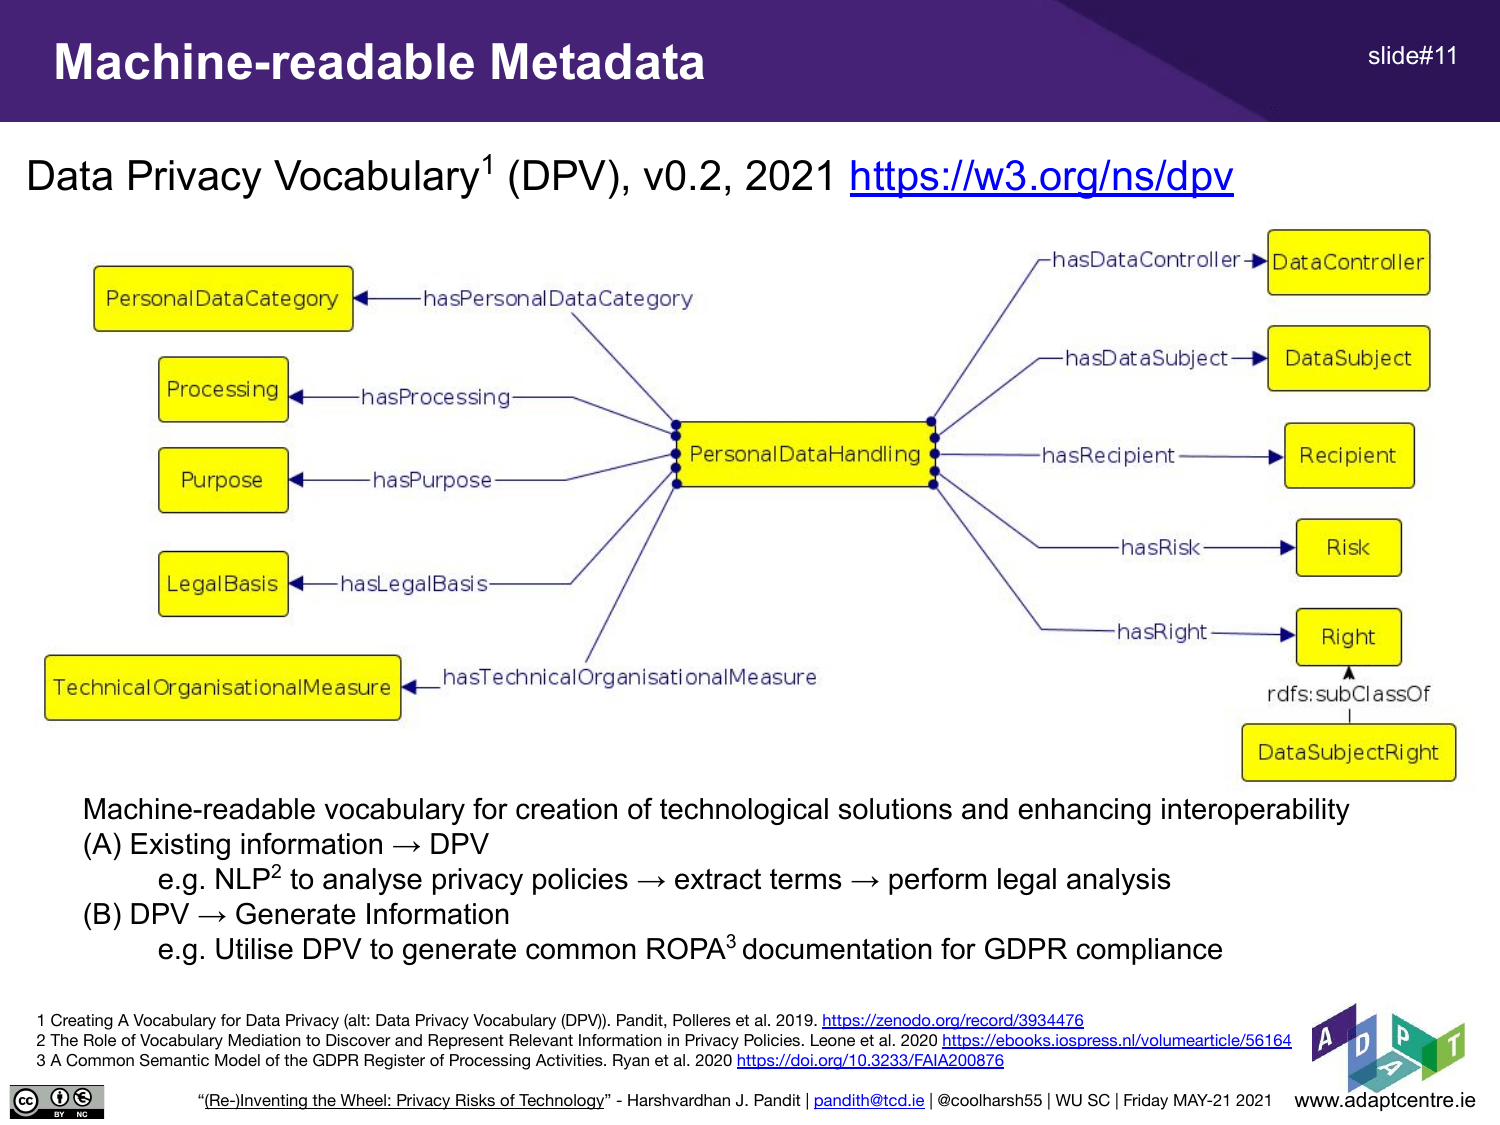 Machine-readable Metadata
slide#11
Data Privacy Vocabulary1 (DPV), v0.2, 2021 https://w3.org/ns/dpv
PersonalDataCategory
hasPersonalDataCategory
Processing
hasProcessing
Purpose
hasPurpose
LegalBasis
hasLegalBasis
TechnicalOrganisationalMeasure
hasTechnicalOrganisationalMeasure
PersonalDataHandling
hasDataController
DataController
hasDataSubject
DataSubject
hasRecipient
Recipient
hasRisk
Risk
hasRight
Right
rdfs:subClassOf
DataSubjectRight
Machine-readable vocabulary for creation of technological solutions and enhancing interoperability
(A) Existing information → DPV
e.g. NLP2 to analyse privacy policies → extract terms → perform legal analysis
(B) DPV → Generate Information
e.g. Utilise DPV to generate common ROPA3 documentation for GDPR compliance
1 Creating A Vocabulary for Data Privacy (alt: Data Privacy Vocabulary (DPV)). Pandit, Polleres et al. 2019. https://zenodo.org/record/3934476
2 The Role of Vocabulary Mediation to Discover and Represent Relevant Information in Privacy Policies. Leone et al. 2020 https://ebooks.iospress.nl/volumearticle/56164
3 A Common Semantic Model of the GDPR Register of Processing Activities. Ryan et al. 2020 https://doi.org/10.3233/FAIA200876
ADAPT
cc BY NC
“(Re-)Inventing the Wheel: Privacy Risks of Technology” - Harshvardhan J. Pandit | pandith@tcd.ie | @coolharsh55 | WU SC | Friday MAY-21 2021
www.adaptcentre.ie